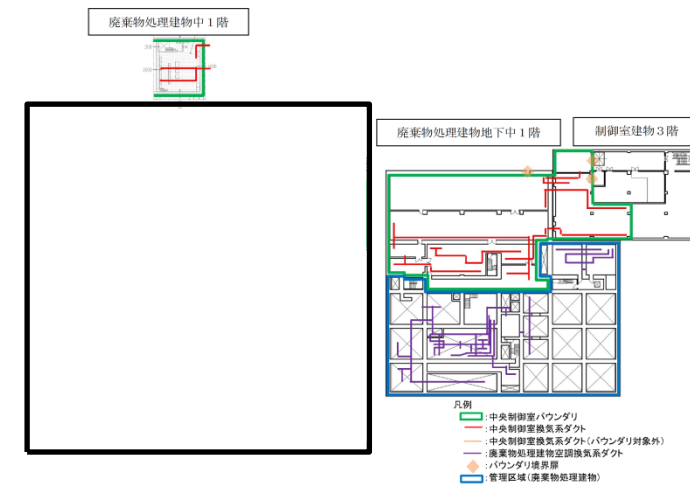 廃棄物処理建物中１階
廃棄物処理建物地下中１階
制御室建物３階
凡例
：中央制御室バウンダリ
：中央制御室換気系ダクト
：中央制御室換気系ダクト（バウンダリ対象外）
：廃棄物処理建物空調換気系ダクト
：バウンダリ境界扉
：管理区域（廃棄物処理建物）